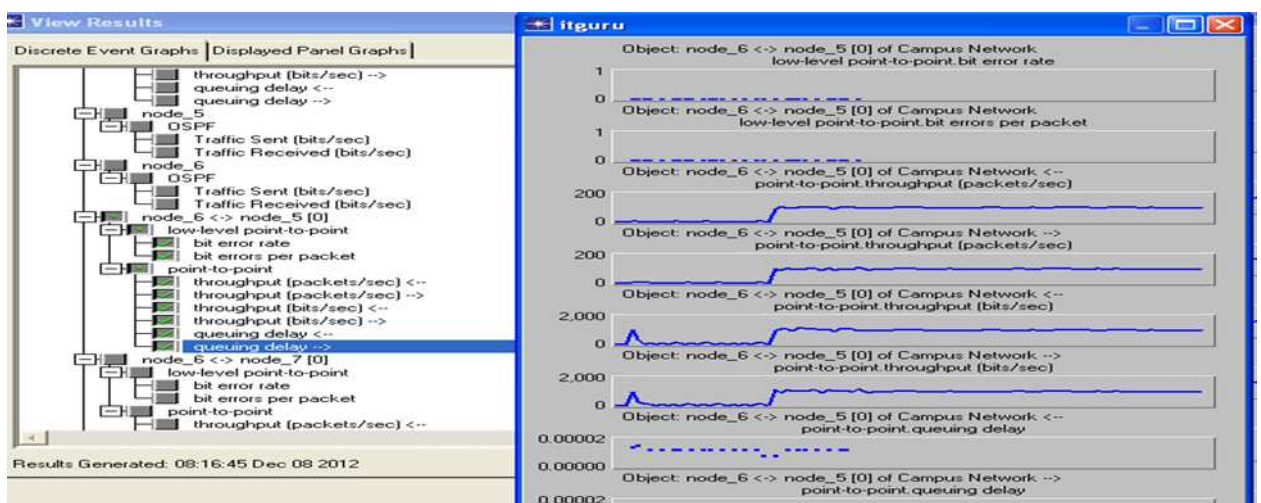 View Results
Discrete Event Graphs Displayed Panel Graphs
throughput (bits/sec) -->
queuing delay <--
queuing delay -->
node_5
OSPF
Traffic Sent (bits/sec)
Traffic Received (bits/sec)
node_6
OSPF
Traffic Sent (bits/sec)
Traffic Received (bits/sec)
node_6 <-> node_5 [0]
low-level point-to-point
bit error rate
bit errors per packet
point-to-point
throughput (packets/sec) <--
throughput (packets/sec) -->
throughput (bits/sec) <--
throughput (bits/sec) -->
queuing delay <--
queuing delay -->
node_6 <-> node_7 [0]
low-level point-to-point
bit error rate
bit errors per packet
point-to-point
throughput (packets/sec) <--
Results Generated: 08:16:45 Dec 08 2012
itguru
Object: node_6 <-> node_5 [0] of Campus Network
low-level point-to-point.bit error rate
1
0
Object: node_6 <-> node_5 [0] of Campus Network
low-level point-to-point.bit errors per packet
1
0
Object: node_6 <-> node_5 [0] of Campus Network <--
point-to-point.throughput (packets/sec)
200
0
Object: node_6 <-> node_5 [0] of Campus Network -->
point-to-point.throughput (packets/sec)
200
0
Object: node_6 <-> node_5 [0] of Campus Network <--
point-to-point.throughput (bits/sec)
2,000
0
Object: node_6 <-> node_5 [0] of Campus Network -->
point-to-point.throughput (bits/sec)
2,000
0
Object: node_6 <-> node_5 [0] of Campus Network <--
point-to-point.queuing delay
0.00002
0.00000
Object: node_6 <-> node_5 [0] of Campus Network -->
point-to-point.queuing delay
0.00002